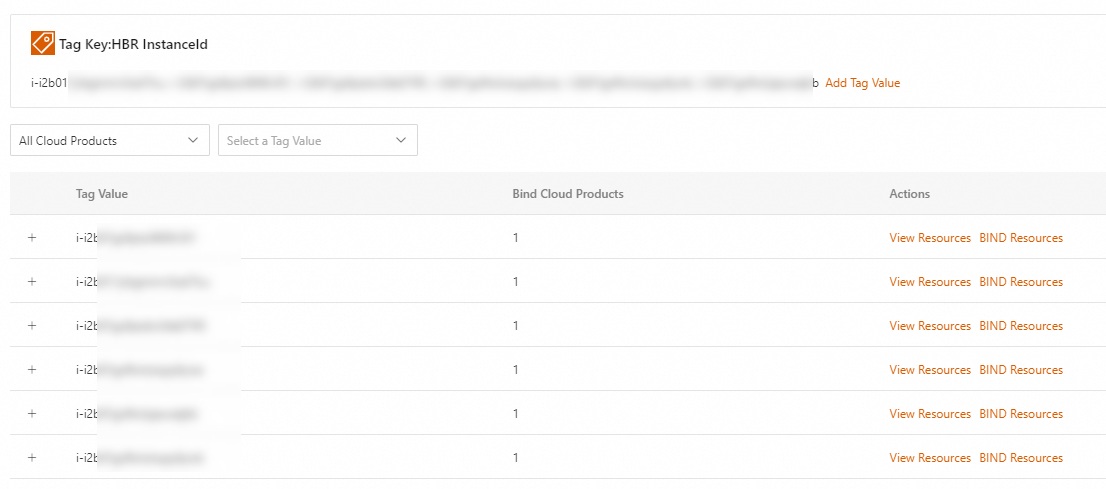 Tag Key:HBR InstanceId
i-i2b01 b Add Tag Value
All Cloud Products Select a Tag Value
Tag Value Bind Cloud Products Actions
+ i-i2b 1 View Resources BIND Resources
+ i-i2b 1 View Resources BIND Resources
+ i-i2b 1 View Resources BIND Resources
+ i-i2b 1 View Resources BIND Resources
+ i-i2b 1 View Resources BIND Resources
+ i-i2b 1 View Resources BIND Resources